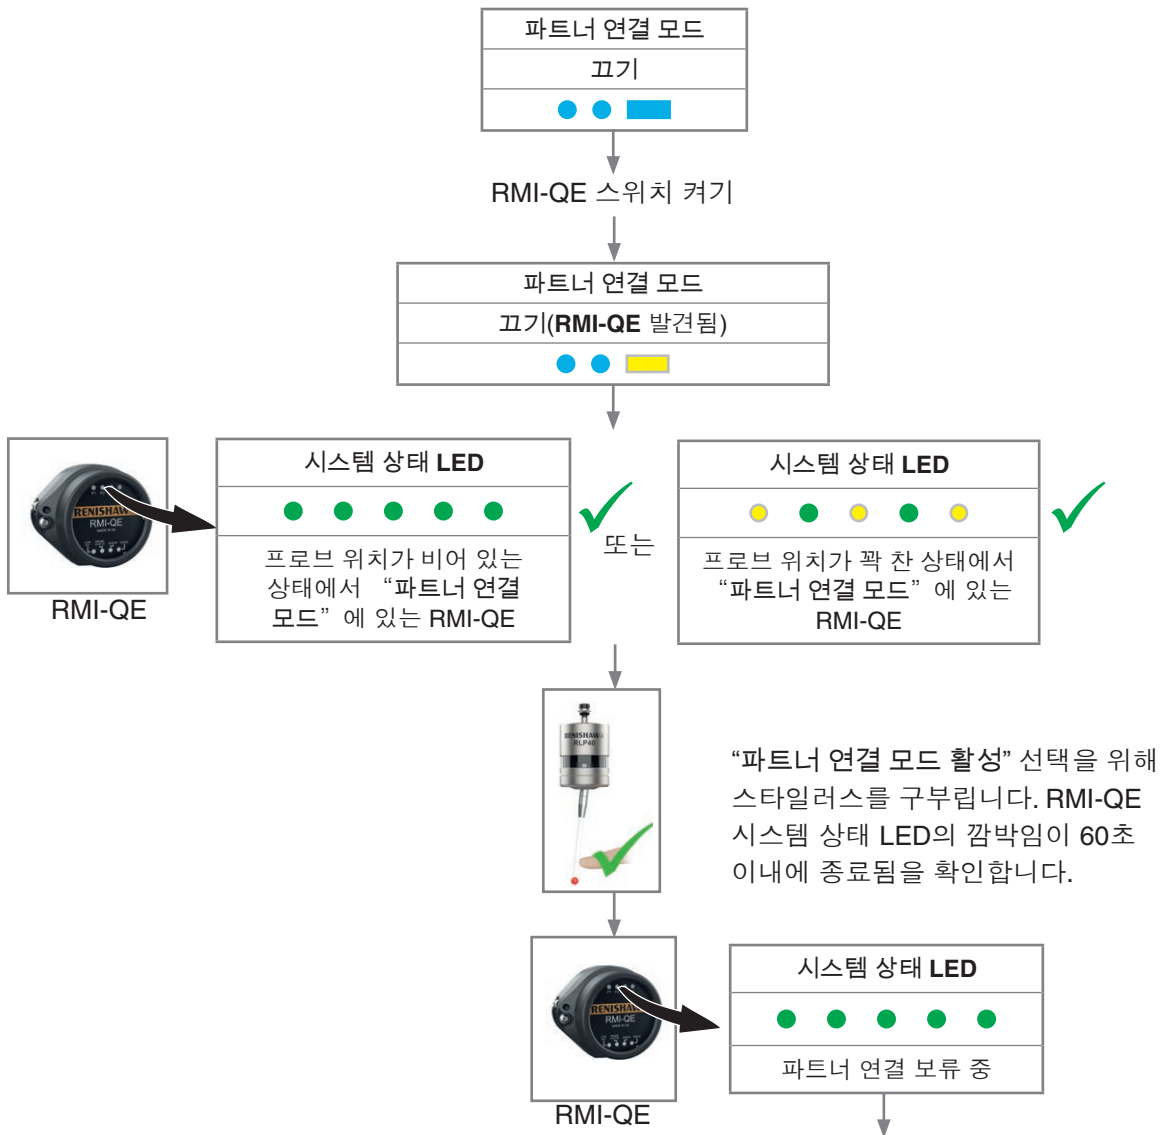 파트너 연결 모드
끄기
RMI-QE 스위치 켜기
파트너 연결 모드
끄기(RMI-QE 발견됨)
RENISHAW
RMI-QE
RMI-QE
시스템 상태 LED
프로브 위치가 비어 있는
상태에서 “파트너 연결
모드” 에 있는 RMI-QE
또는
시스템 상태 LED
프로브 위치가 꽉 찬 상태에서
“파트너 연결 모드” 에 있는
RMI-QE
RENISHAW
RLP40
“파트너 연결 모드 활성” 선택을 위해
스타일러스를 구부립니다. RMI-QE
시스템 상태 LED의 깜박임이 60초
이내에 종료됨을 확인합니다.
RENISHAW
RMI-QE
RMI-QE
시스템 상태 LED
파트너 연결 보류 중